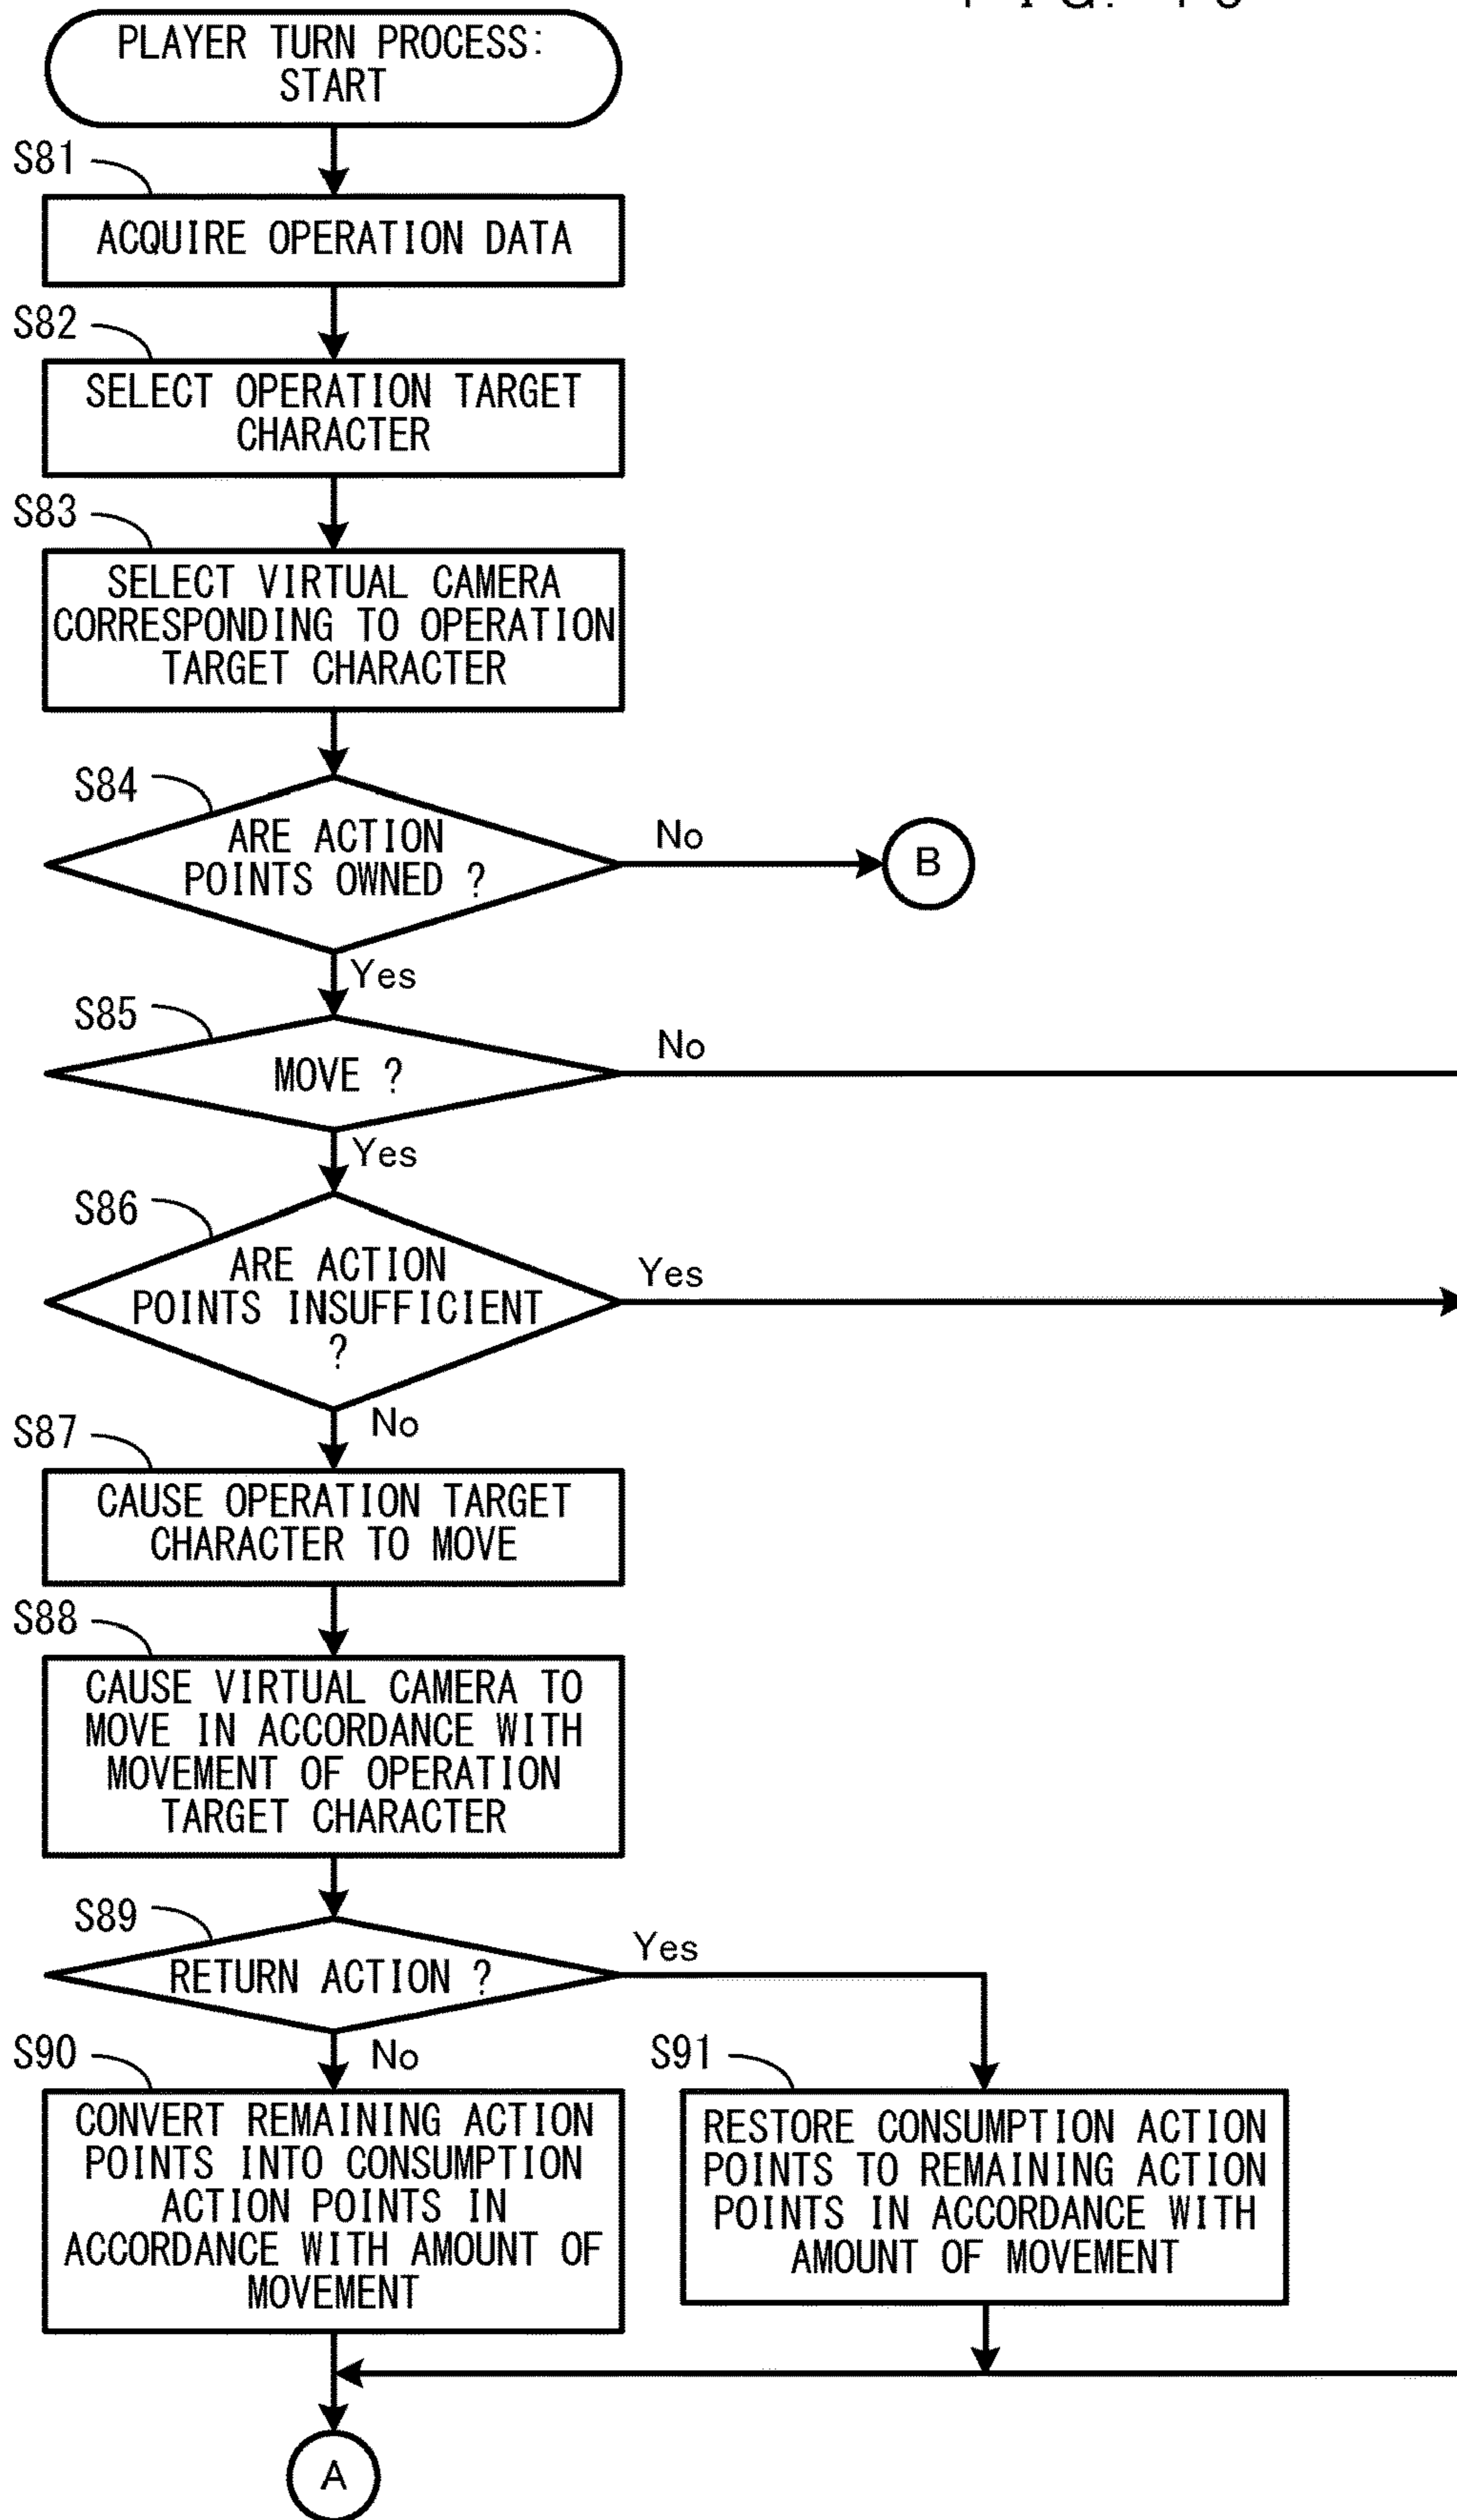 PLAYER TURN PROCESS:
START
S81
ACQUIRE OPERATION DATA
S82
SELECT OPERATION TARGET
CHARACTER
S83
SELECT VIRTUAL CAMERA
CORRESPONDING TO OPERATION
TARGET CHARACTER
S84
ARE ACTION
POINTS OWNED ?
No
B
Yes
S85
MOVE ?
No
Yes
S86
ARE ACTION
POINTS INSUFFICIENT
?
Yes
No
S87
CAUSE OPERATION TARGET
CHARACTER TO MOVE
S88
CAUSE VIRTUAL CAMERA TO
MOVE IN ACCORDANCE WITH
MOVEMENT OF OPERATION
TARGET CHARACTER
S89
RETURN ACTION ?
Yes
No
S90
CONVERT REMAINING ACTION
POINTS INTO CONSUMPTION
ACTION POINTS IN
ACCORDANCE WITH AMOUNT OF
MOVEMENT
S91
RESTORE CONSUMPTION ACTION
POINTS TO REMAINING ACTION
POINTS IN ACCORDANCE WITH
AMOUNT OF MOVEMENT
A